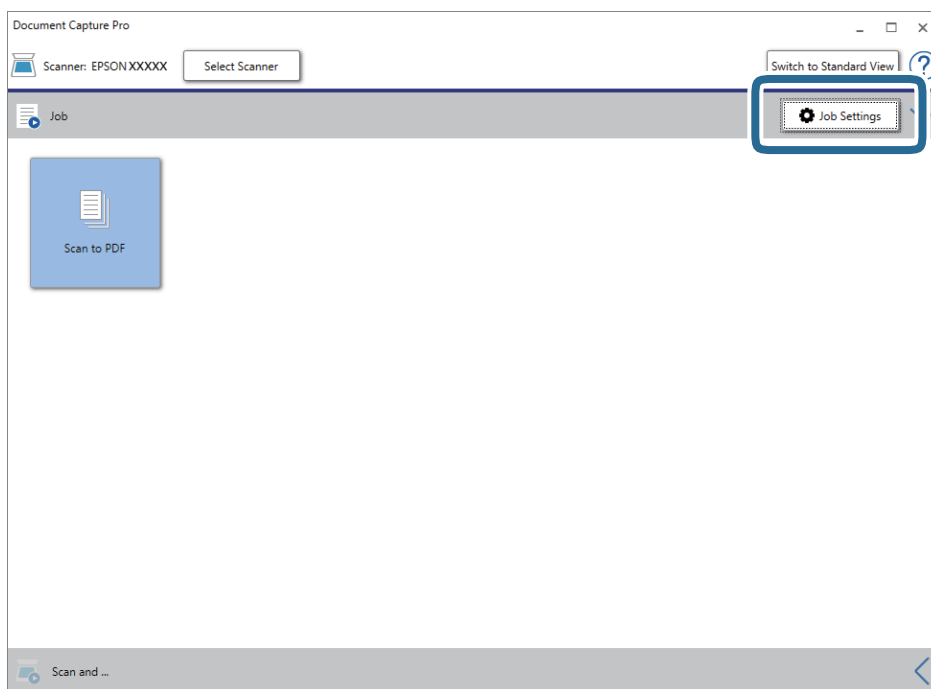 Document Capture Pro
Scanner: EPSON XXXXX Select Scanner Switch to Standard View ?
Job Job Settings
Scan to PDF
Scan and ...